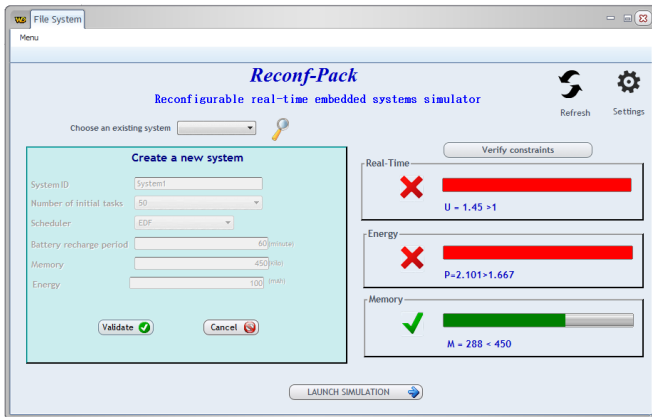 File System
Menu
Reconf-Pack
Reconfigurable real-time embedded systems simulator
Refresh
Settings
Choose an existing system
Create a new system
System ID
System1
Number of initial tasks
50
Scheduler
EDF
Battery recharge period
60 (minute)
Memory
450 (Kilo)
Energy
100 (mah)
Validate
Cancel
Verify constraints
Real-Time
U = 1.45 >1
Energy
P=2.101>1.667
Memory
M = 288 < 450
LAUNCH SIMULATION